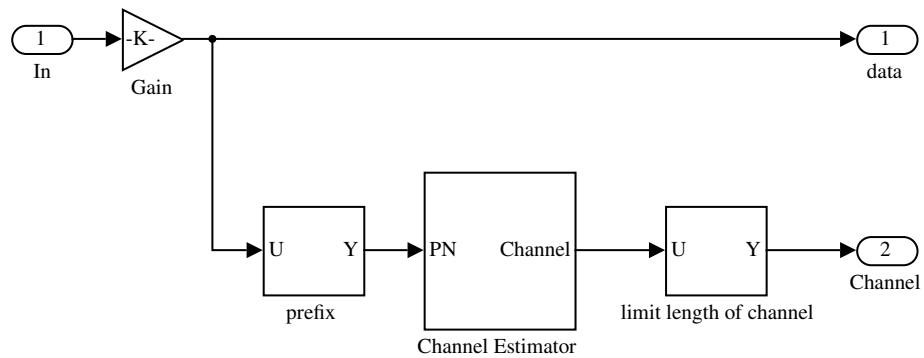 1
In
-K-
Gain
1
data
U
Y
prefix
PN
Channel
Channel Estimator
U
Y
limit length of channel
2
Channel